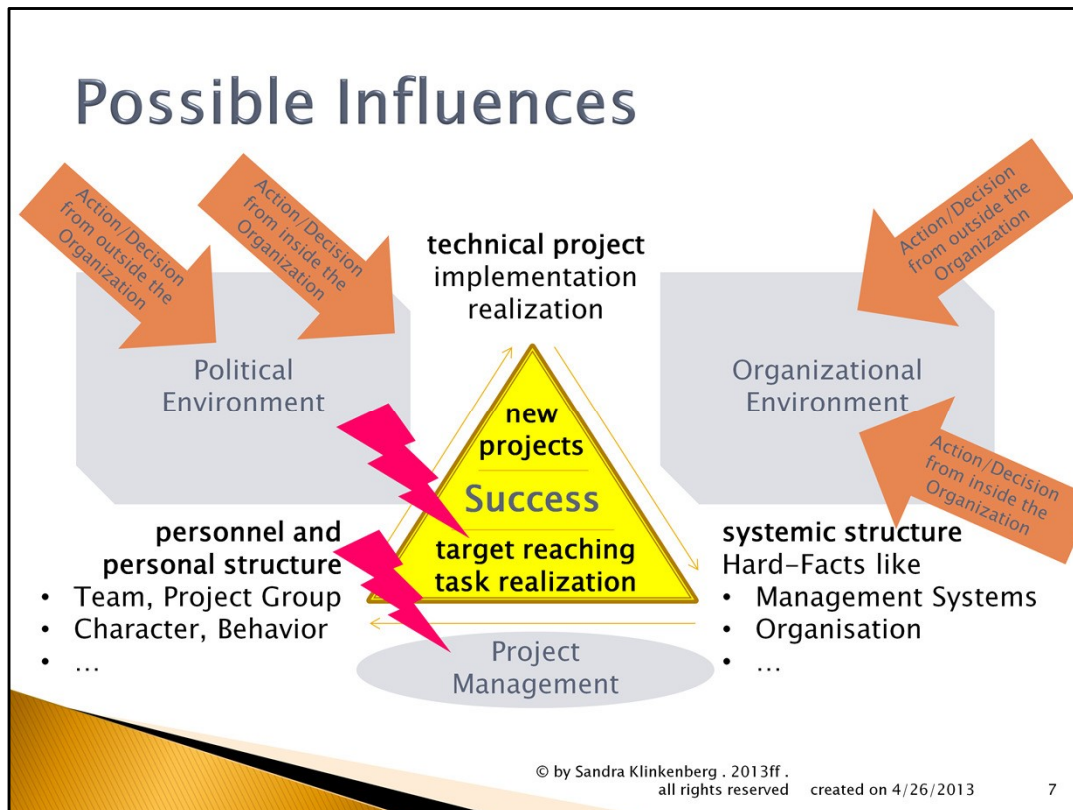 Possible Influences
Action/Decision
from outside the
Organization
Action/Decision
from inside the
Organization
Action/Decision
from outside the
Organization
technical project
implementation
realization
Political
Environment
Organizational
Environment
new
projects
Success
target reaching
task realization
Action/Decision
from inside the
Organization
personnel and
personal structure
• Team, Project Group
• Character, Behavior
• …
systemic structure
Hard-Facts like
• Management Systems
• Organisation
• …
Project
Management
© by Sandra Klinkenberg . 2013ff .
all rights reserved created on 4/26/2013 7